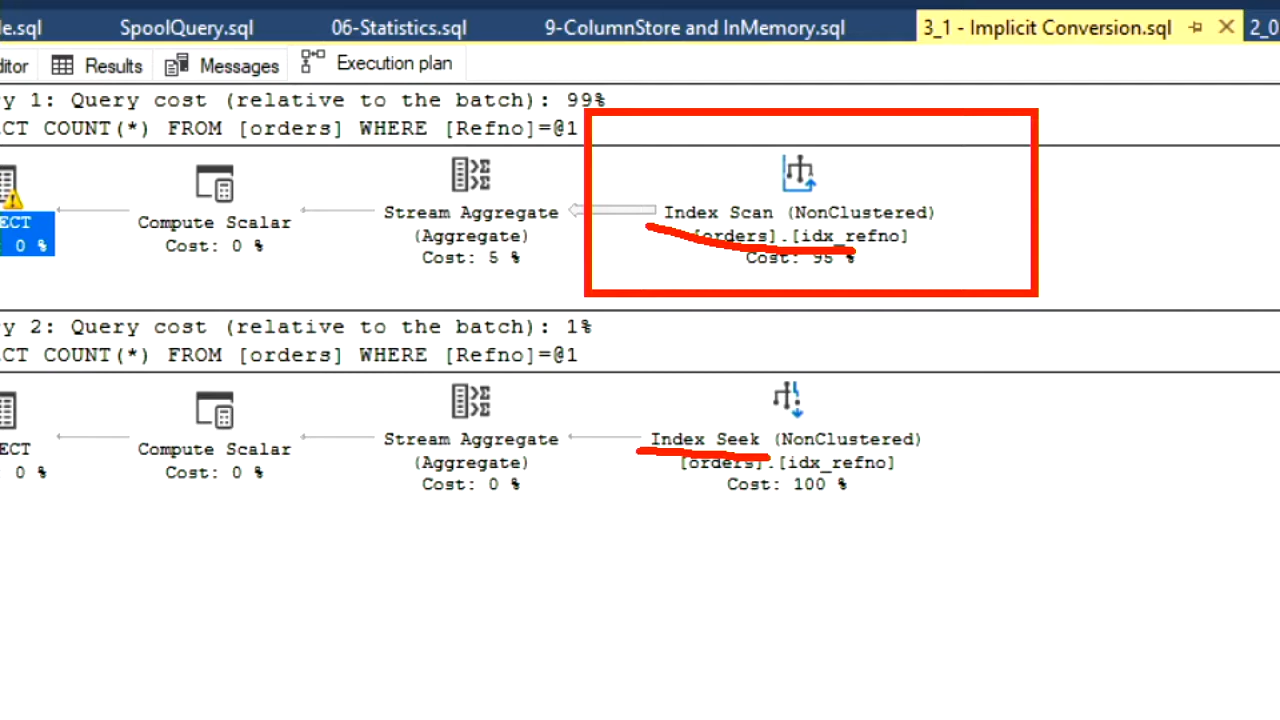 le.sql SpoolQuery.sql 06-Statistics.sql 9-ColumnStore and InMemory.sql 3_1 - Implicit Conversion.sql 2_0
itor Results Messages Execution plan
y 1: Query cost (relative to the batch): 99%
CT COUNT(*) FROM [orders] WHERE [Refno]=@1
ECT
0 %
Compute Scalar
Cost: 0 %
Stream Aggregate
(Aggregate)
Cost: 5 %
Index Scan (NonClustered)
[orders].[idx_refno]
Cost: 95 %
y 2: Query cost (relative to the batch): 1%
CT COUNT(*) FROM [orders] WHERE [Refno]=@1
ECT
: 0 %
Compute Scalar
Cost: 0 %
Stream Aggregate
(Aggregate)
Cost: 0 %
Index Seek (NonClustered)
[orders].[idx_refno]
Cost: 100 %